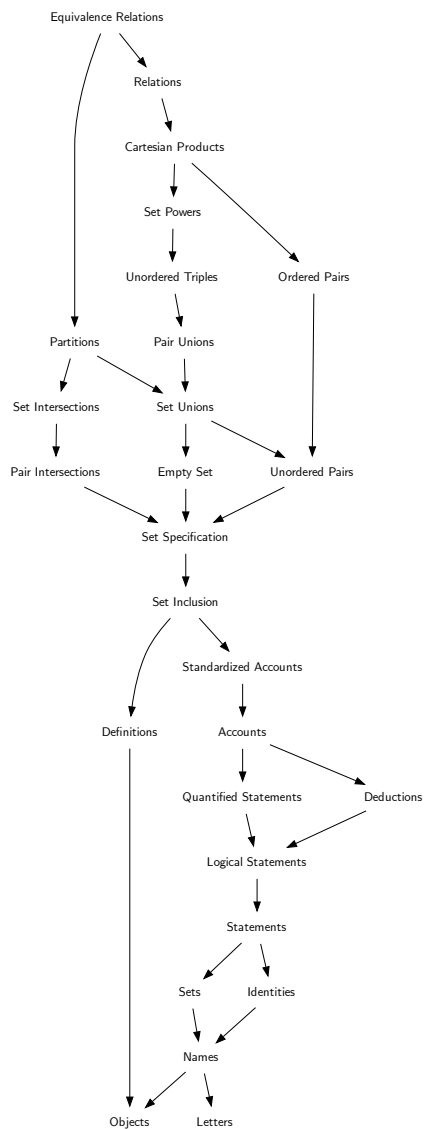 Equivalence Relations
Relations
Cartesian Products
Set Powers
Unordered Triples
Ordered Pairs
Partitions
Pair Unions
Set Intersections
Set Unions
Pair Intersections
Empty Set
Unordered Pairs
Set Specification
Set Inclusion
Standardized Accounts
Definitions
Accounts
Quantified Statements
Deductions
Logical Statements
Statements
Sets
Identities
Names
Objects
Letters